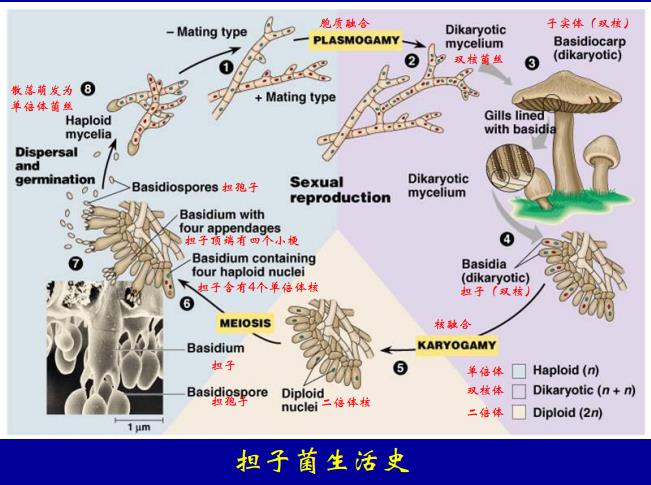 – Mating type
胞质融合
PLASMOGAMY
Dikaryotic
mycelium
双核菌丝
子实体（双核）
Basidiocarp
(dikaryotic)
1
2
3
+ Mating type
8
散落萌发为
单倍体菌丝
Haploid
mycelia
Gills lined
with basidia
Dispersal
and
germination
Sexual
reproduction
Dikaryotic
mycelium
Basidiospores 担孢子
Basidium with
four appendages
担子顶端有四个小梗
4
7
Basidium containing
four haploid nuclei
担子含有4个单倍体核
Basidia
(dikaryotic)
担子（双核）
6
MEIOSIS
核融合
KARYOGAMY
5
Basidium
担子
Basidiospore
担孢子
Diploid
nuclei
二倍体核
1 µm
单倍体 Haploid (n)
双核体 Dikaryotic (n + n)
二倍体 Diploid (2n)
担子菌生活史